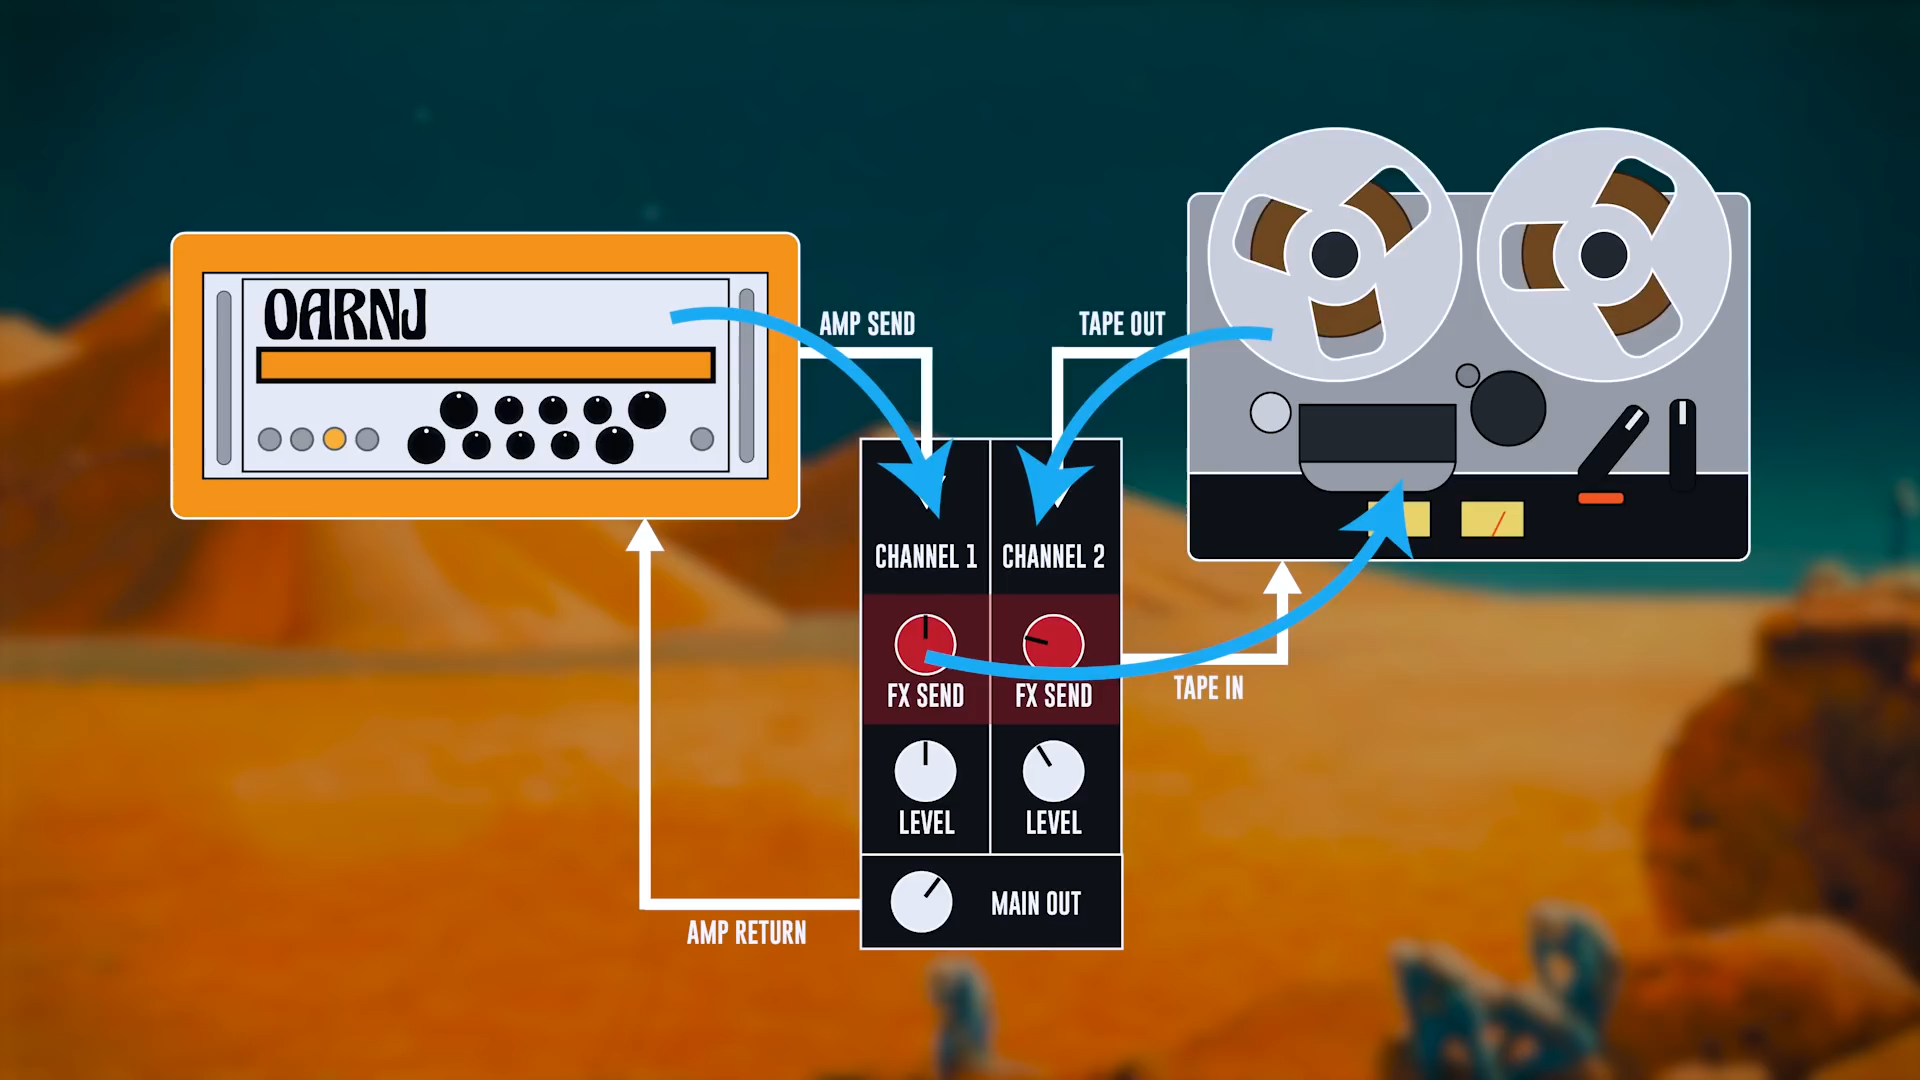 OARNJ
AMP SEND
TAPE OUT
CHANNEL 1
CHANNEL 2
FX SEND
FX SEND
TAPE IN
LEVEL
LEVEL
MAIN OUT
AMP RETURN